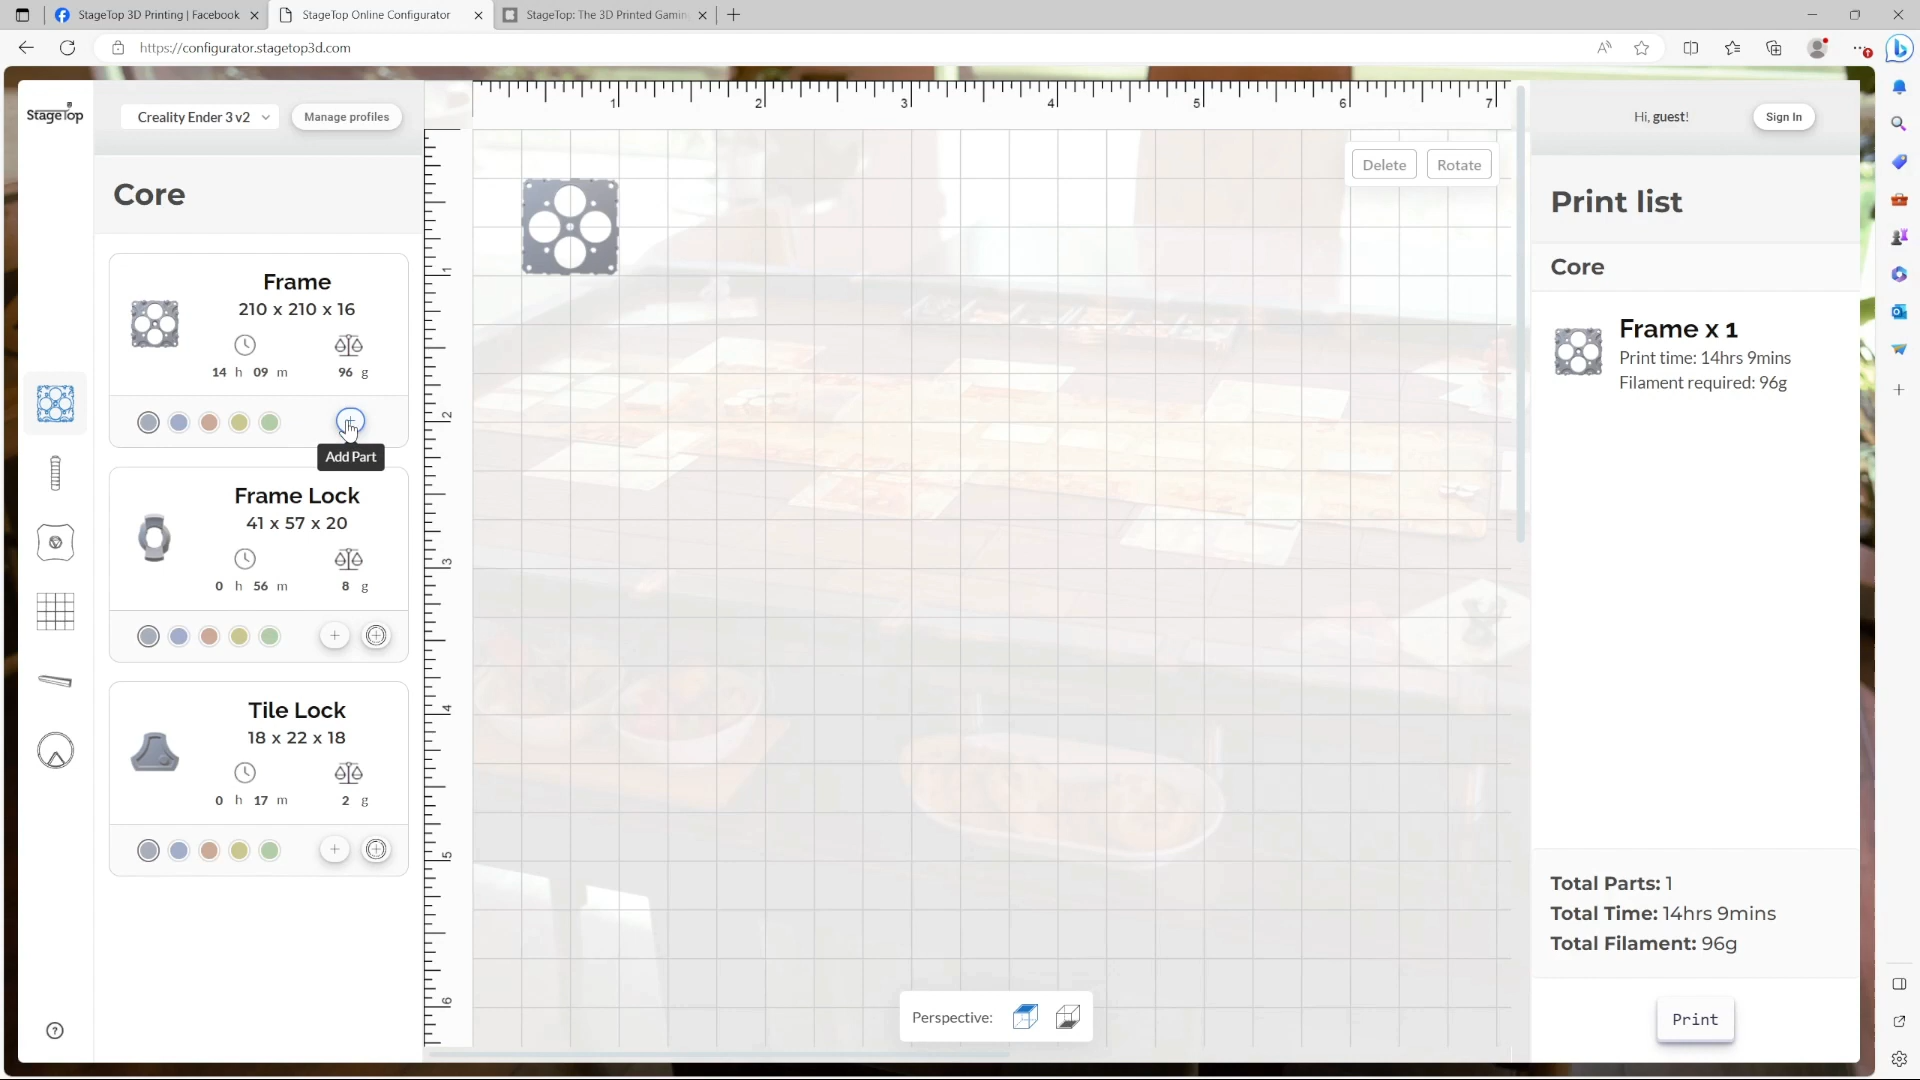 StageTop 3D Printing | Facebook
StageTop Online Configurator
StageTop: The 3D Printed Gamin
https://configurator.stagetop3d.com
StageTop
Creality Ender 3 v2
Manage profiles
Core
Frame
210 x 210 x 16
14 h 09 m
96 g
Add Part
Frame Lock
41 x 57 x 20
0 h 56 m
8 g
Tile Lock
18 x 22 x 18
0 h 17 m
2 g
1 2 3 4 5 6 7
1
2
3
4
5
6
Delete
Rotate
Perspective:
Hi, guest!
Sign In
Print list
Core
Frame x 1
Print time: 14hrs 9mins
Filament required: 96g
Total Parts: 1
Total Time: 14hrs 9mins
Total Filament: 96g
Print